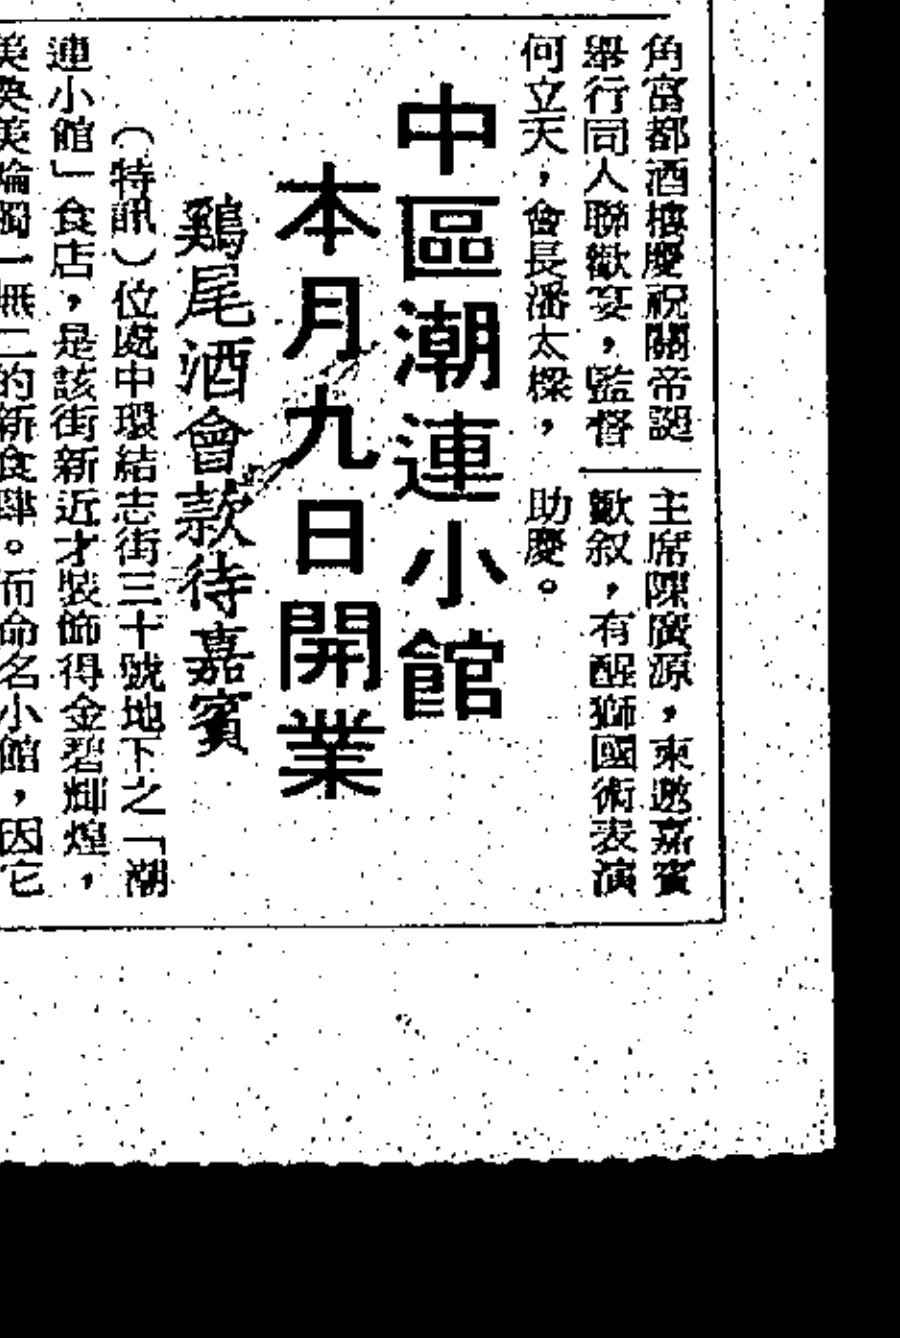 角富都酒樓慶祝關帝誕
舉行同人聯歡宴，監督
何立天，會長潘太樑，
主席陳廣源，柬邀嘉賓
歡叙，有醒獅國術表演
助慶。
中區潮連小館
本月九日開業
鷄尾酒會款待嘉賓
（特訊）位處中環結志街三十號地下之「潮
連小館」食店，是該街新近才裝飾得金碧輝煌，
美奐美輪獨一無二的新食肆。而命名小館，因它